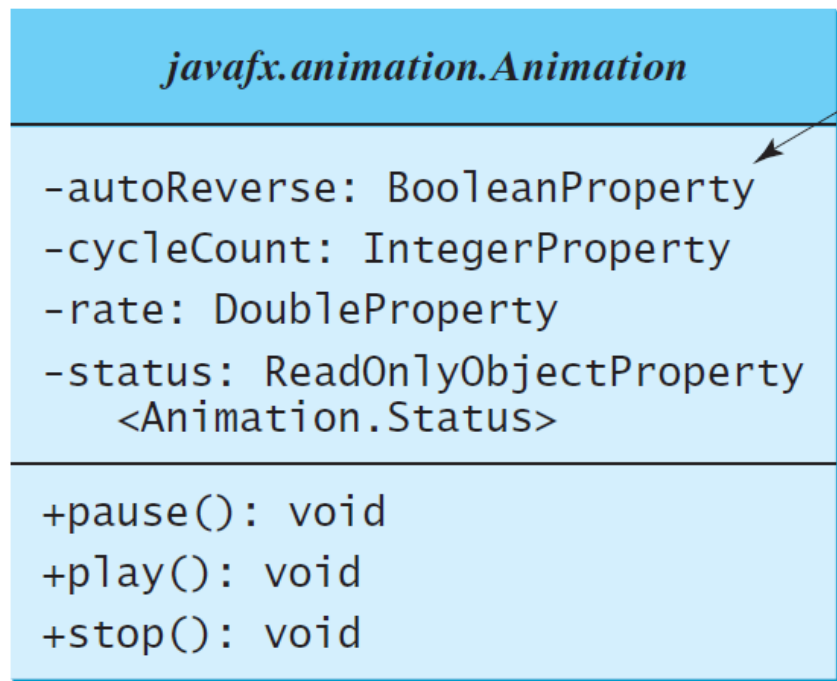 javafx.animation.Animation
-autoReverse: BooleanProperty
-cycleCount: IntegerProperty
-rate: DoubleProperty
-status: ReadOnlyObjectProperty
<Animation.Status>
+pause(): void
+play(): void
+stop(): void